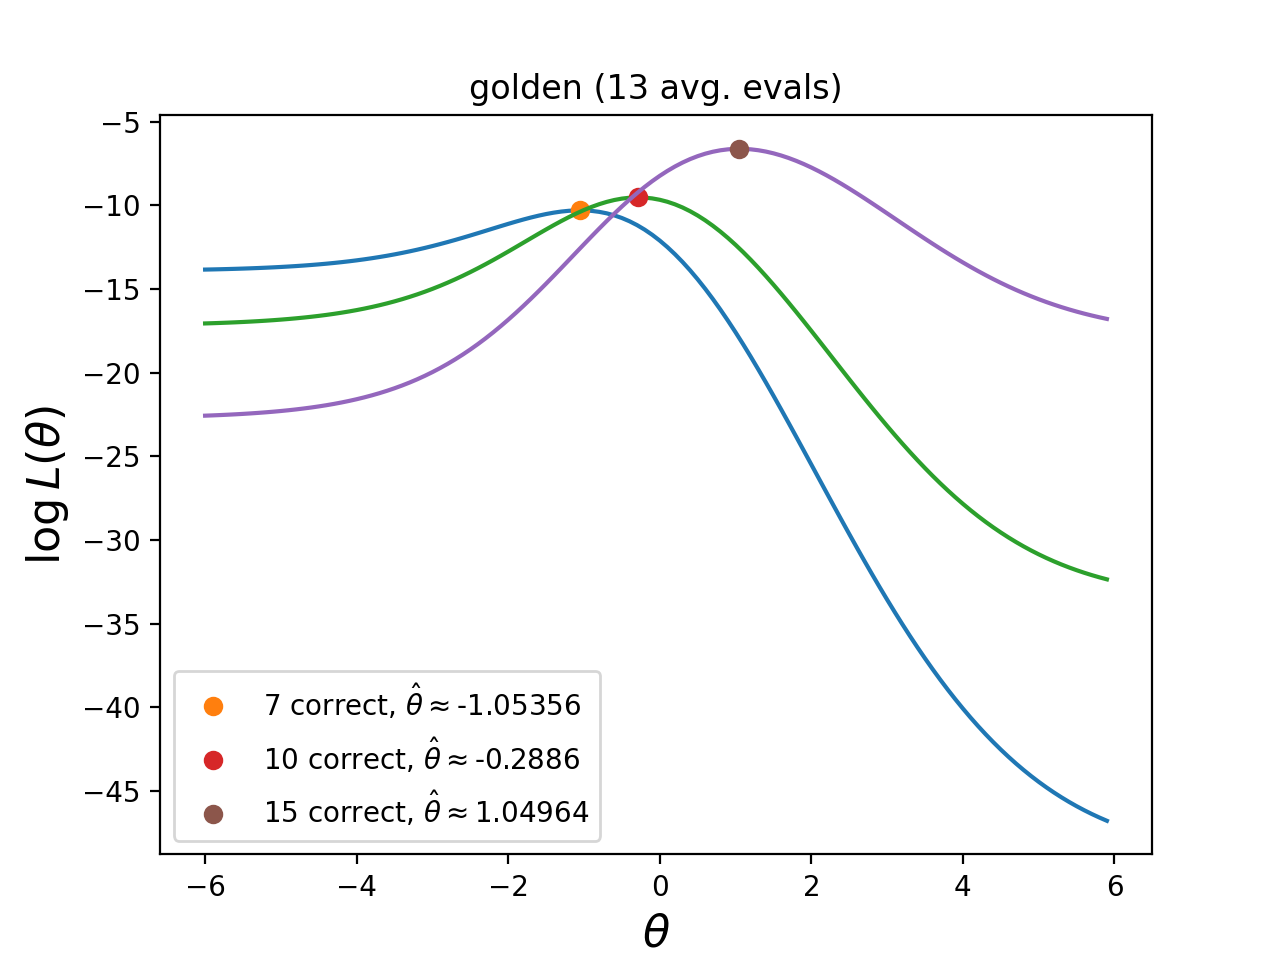 golden (13 avg. evals)
−5
−10
−15
−20
−25
−30
−35
−40
−45
log L(θ)
7 correct, θ̂ ≈ -1.05356
10 correct, θ̂ ≈ -0.2886
15 correct, θ̂ ≈ 1.04964
−6 −4 −2 0 2 4 6
θ